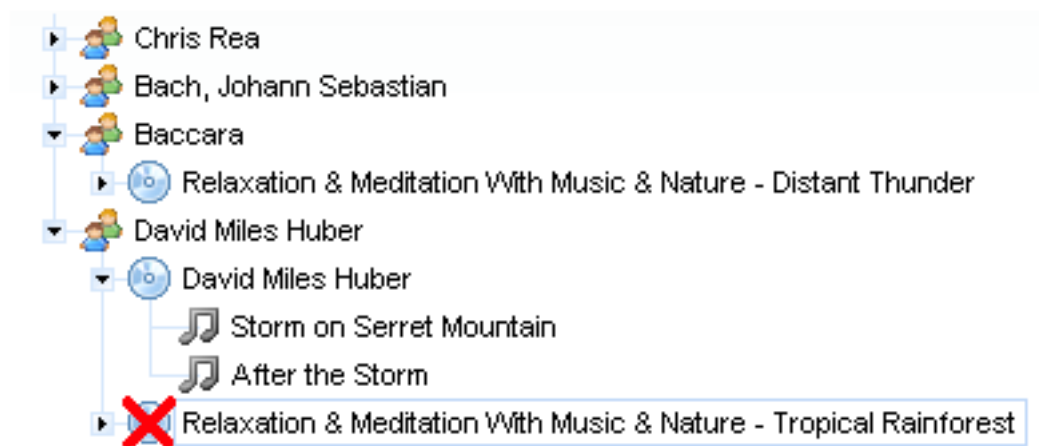 Chris Rea
Bach, Johann Sebastian
Baccara
Relaxation & Meditation With Music & Nature - Distant Thunder
David Miles Huber
David Miles Huber
Storm on Serret Mountain
After the Storm
Relaxation & Meditation With Music & Nature - Tropical Rainforest